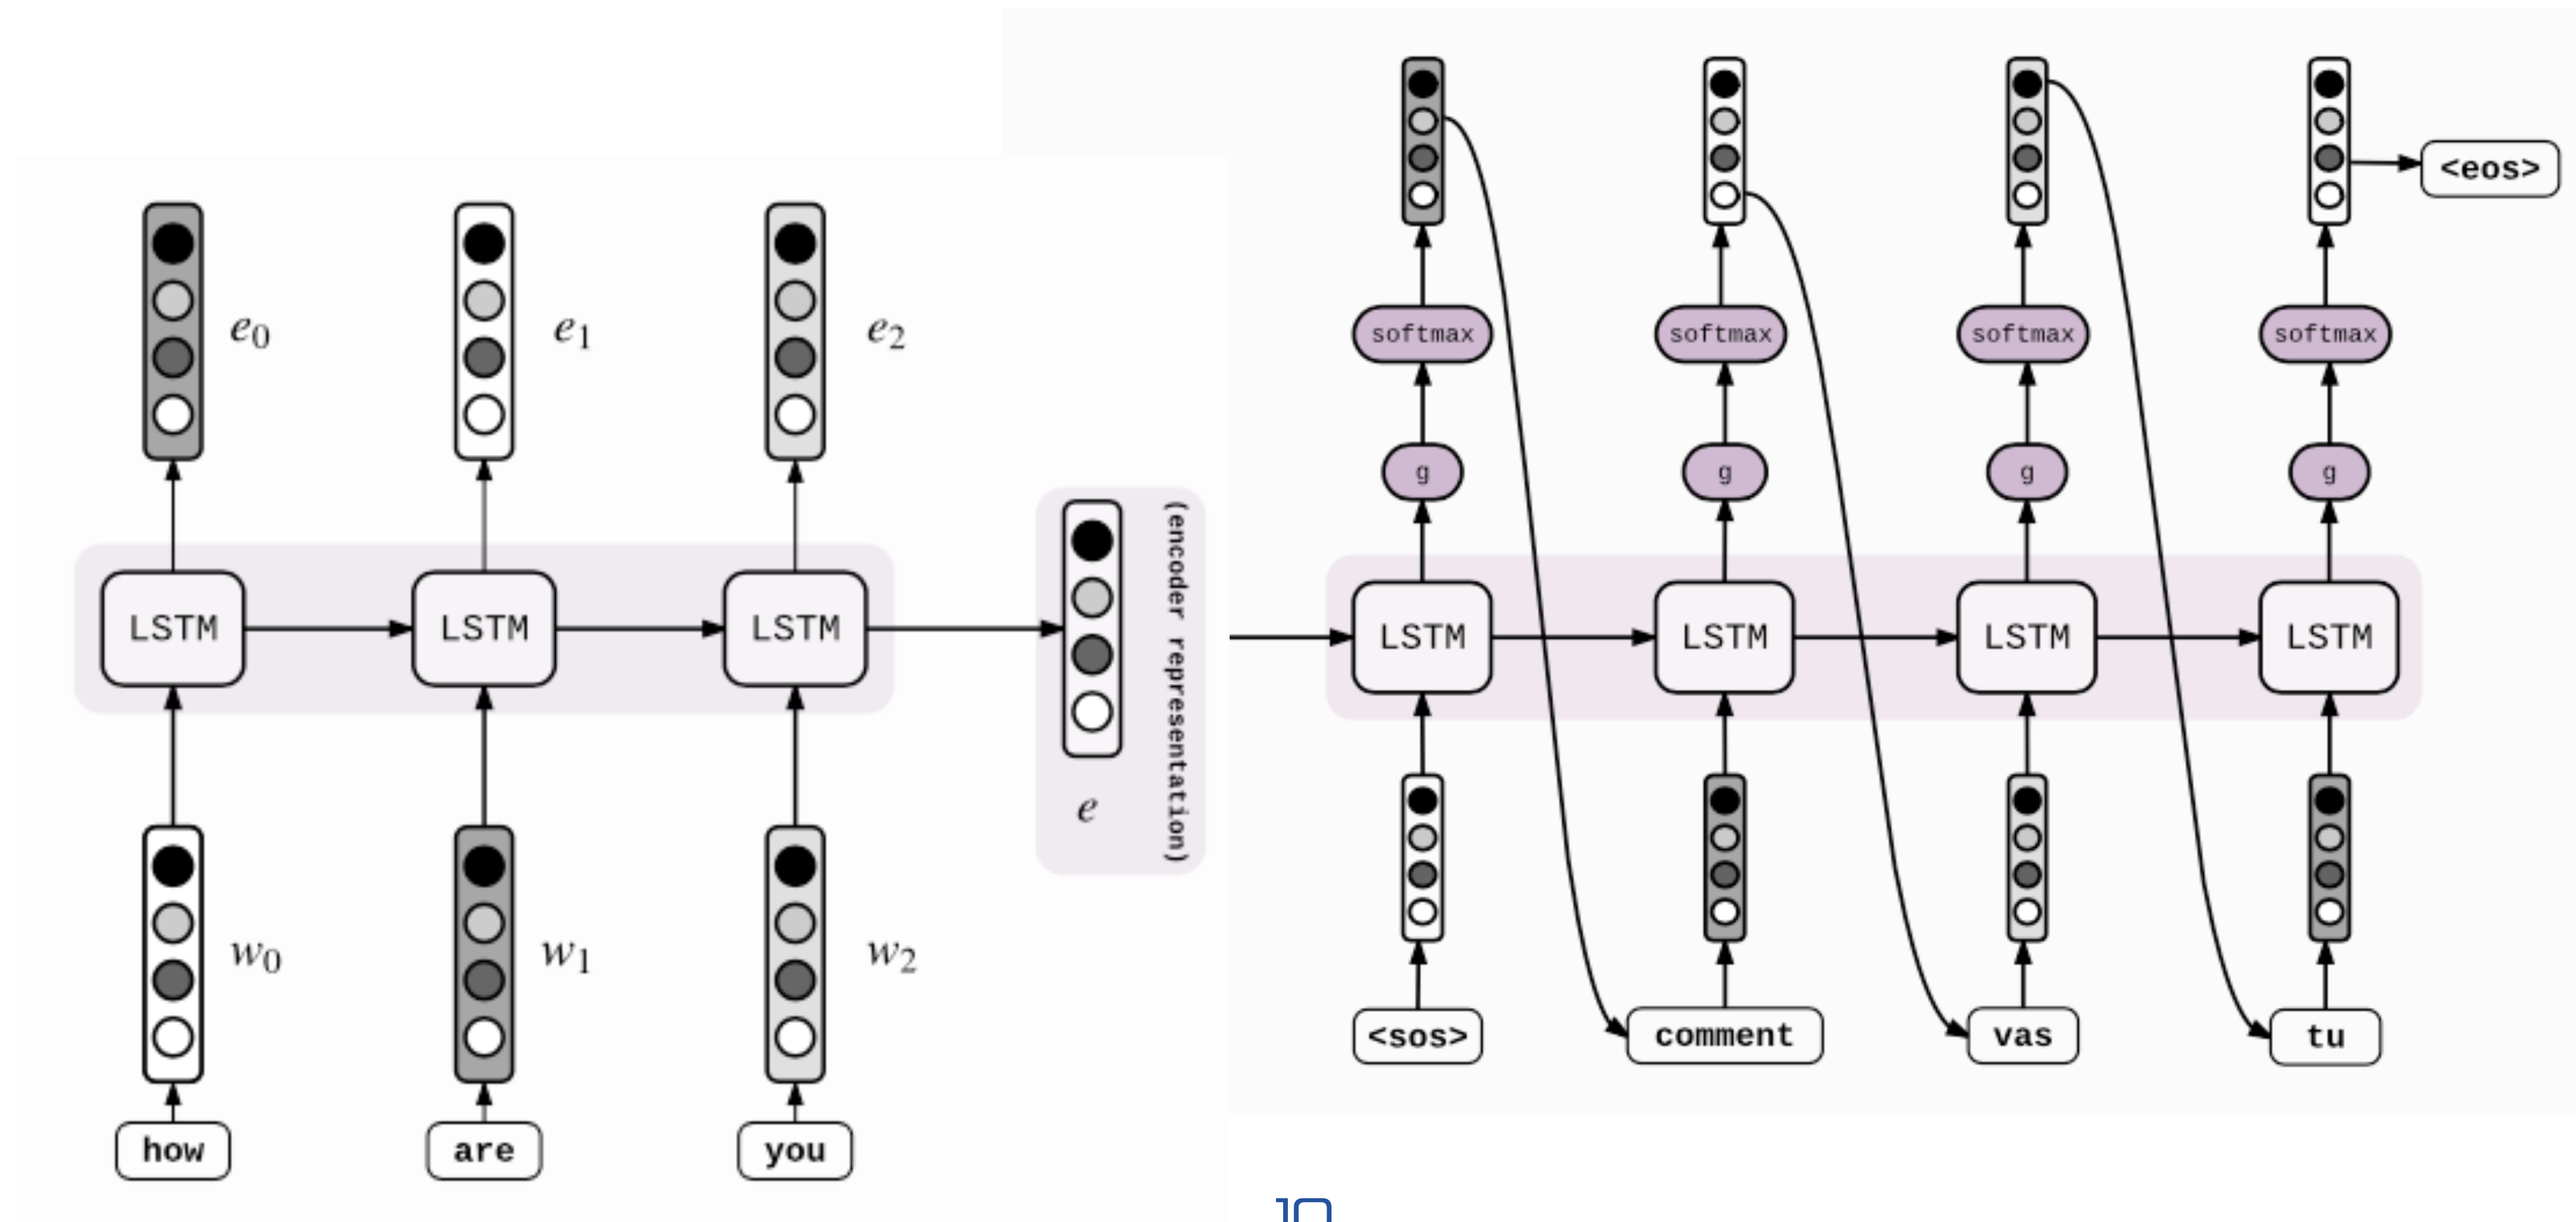 e0
e1
e2
LSTM
LSTM
LSTM
w0
w1
w2
how
are
you
(encoder representation)
e
<eos>
softmax
softmax
softmax
softmax
g
g
g
g
LSTM
LSTM
LSTM
LSTM
<sos>
comment
vas
tu